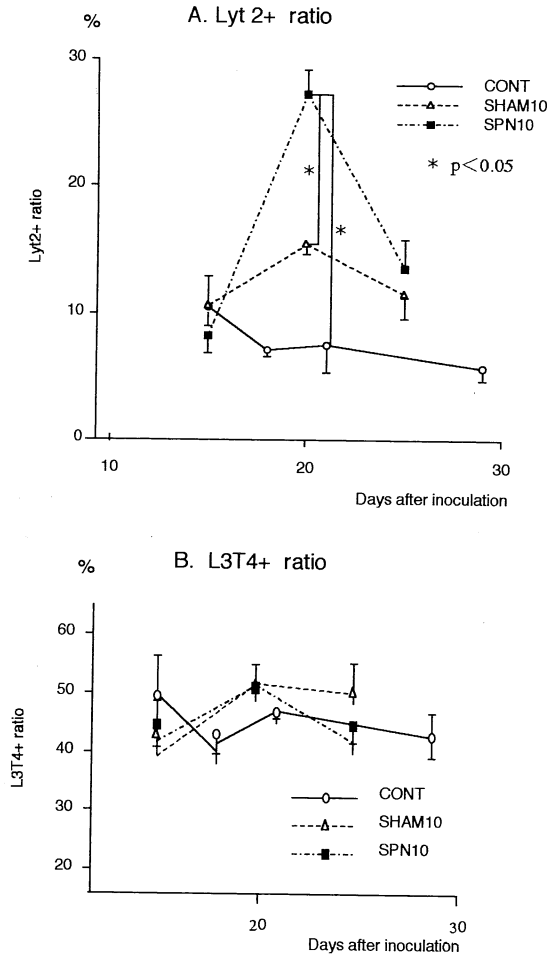 A. Lyt 2+ ratio
%
30
20
10
0
Lyt2+ ratio
CONT
SHAM10
SPN10
* p<0.05
*
*
10
20
30
Days after inoculation
B. L3T4+ ratio
%
60
50
40
30
20
L3T4+ ratio
CONT
SHAM10
SPN10
20
30
Days after inoculation